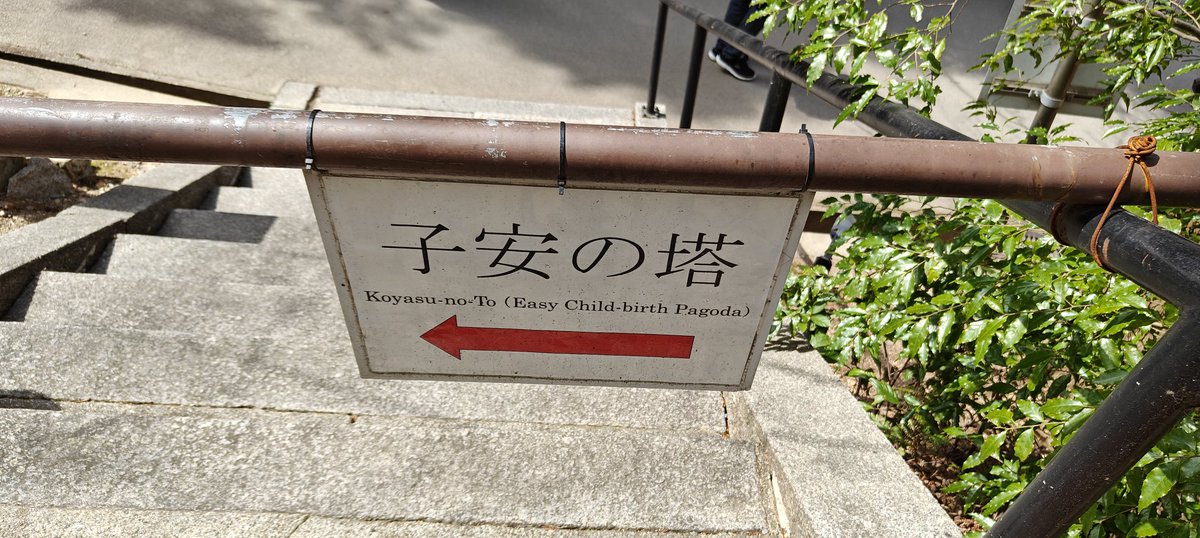 子安の塔
Koyasu-no-To (Easy Child-birth Pagoda)